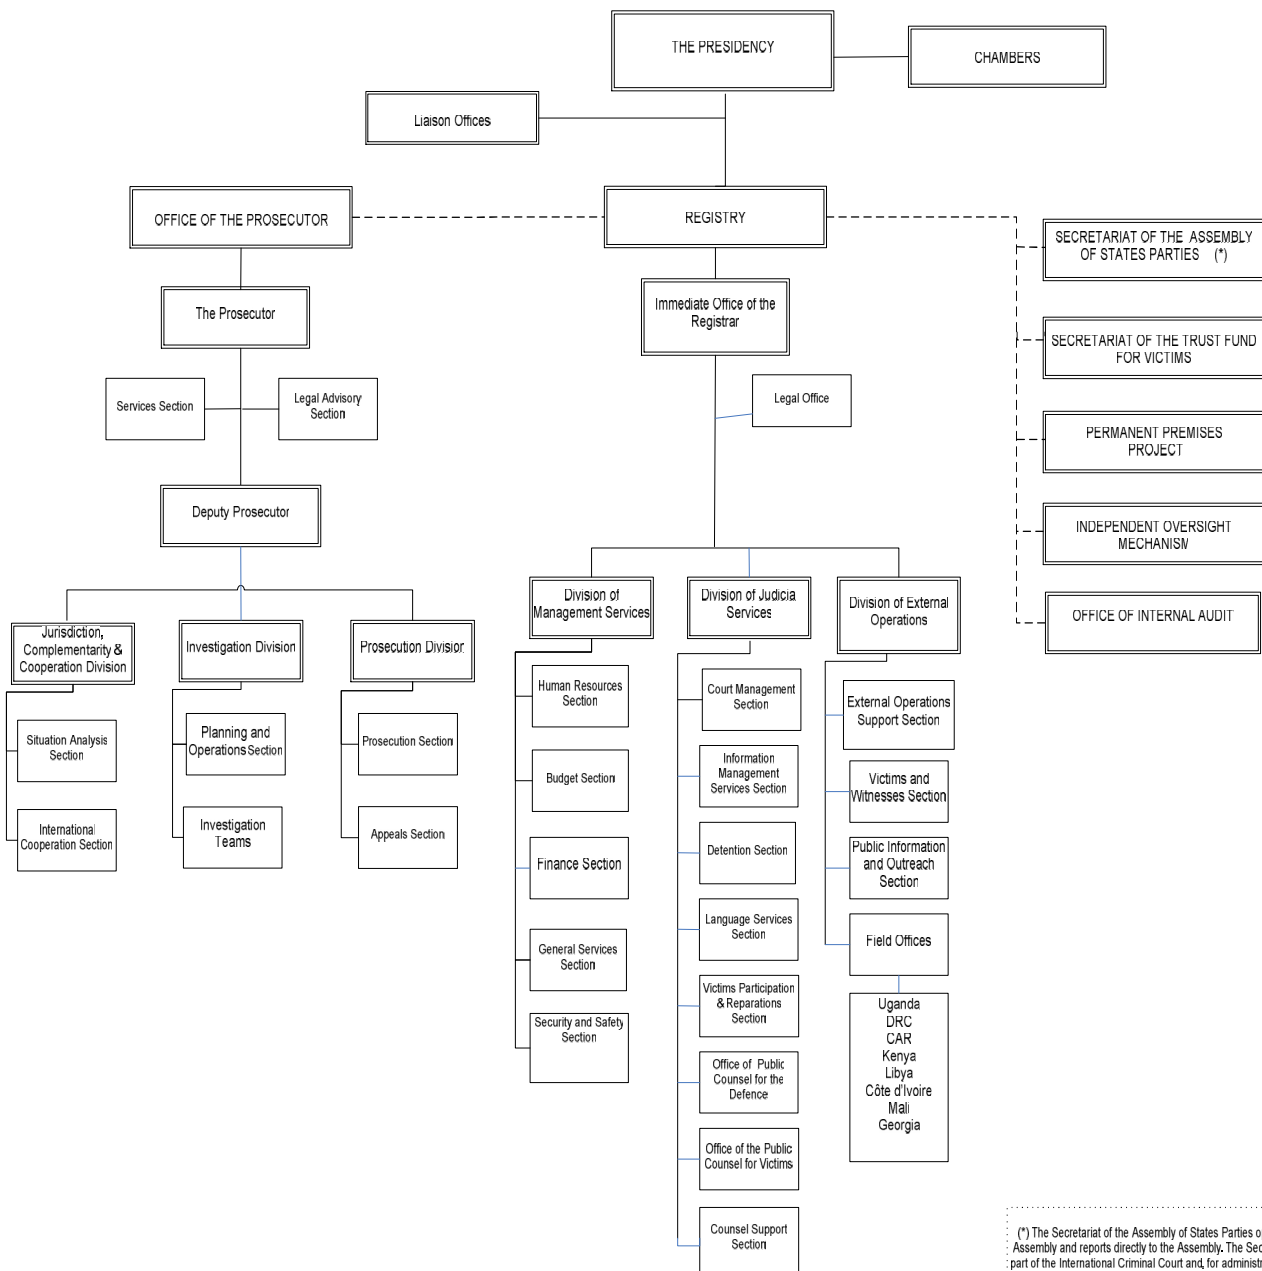 THE PRESIDENCY
CHAMBERS
Liaison Offices
OFFICE OF THE PROSECUTOR
REGISTRY
SECRETARIAT OF THE ASSEMBLY
OF STATES PARTIES (*)
The Prosecutor
Immediate Office of the
Registrar
SECRETARIAT OF THE TRUST FUND
FOR VICTIMS
Services Section
Legal Advisory
Section
Legal Office
PERMANENT PREMISES
PROJECT
Deputy Prosecutor
INDEPENDENT OVERSIGHT
MECHANISM
OFFICE OF INTERNAL AUDIT
Jurisdiction,
Complementarity &
Cooperation Division
Investigation Division
Prosecution Division
Division of
Management Services
Division of Judicia
Services
Division of External
Operations
Situation Analysis
Section
International
Cooperation Section
Planning and
Operations Section
Investigation
Teams
Prosecution Section
Appeals Section
Human Resources
Section
Budget Section
Finance Section
General Services
Section
Security and Safety
Section
Court Management
Section
Information
Management
Services Section
Detention Section
Language Services
Section
Victims Participation
& Reparations
Section
Office of Public
Counsel for the
Defence
Office of the Public
Counsel for Victims
Counsel Support
Section
External Operations
Support Section
Victims and
Witnesses Section
Public Information
and Outreach
Section
Field Offices
Uganda
DRC
CAR
Kenya
Libya
Côte d'Ivoire
Mali
Georgia
(*) The Secretariat of the Assembly of States Parties o
Assembly and reports directly to the Assembly. The Sec
part of the International Criminal Court and, for administr